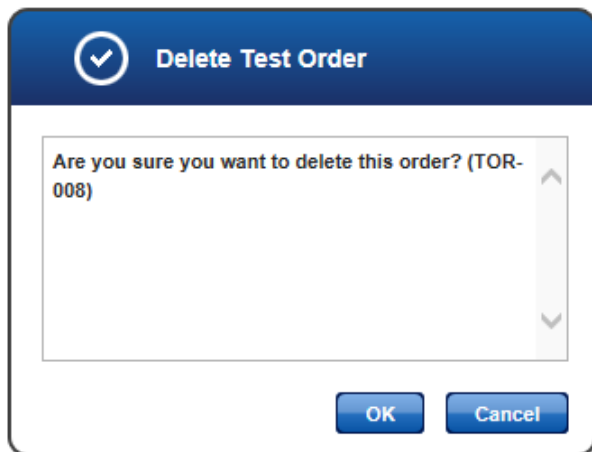 Delete Test Order
Are you sure you want to delete this order? (TOR-
008)
OK
Cancel